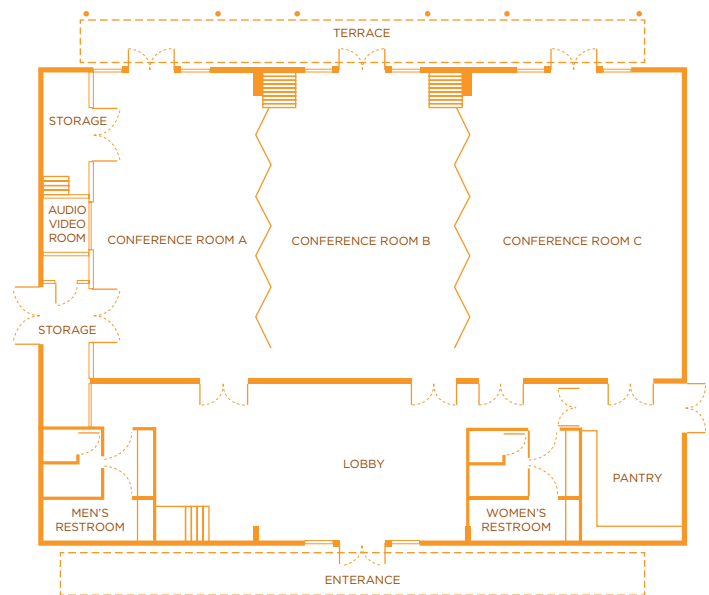 TERRACE
STORAGE
AUDIO
VIDEO
ROOM
CONFERENCE ROOM A
CONFERENCE ROOM B
CONFERENCE ROOM C
STORAGE
LOBBY
PANTRY
MEN'S
RESTROOM
WOMEN'S
RESTROOM
ENTERANCE